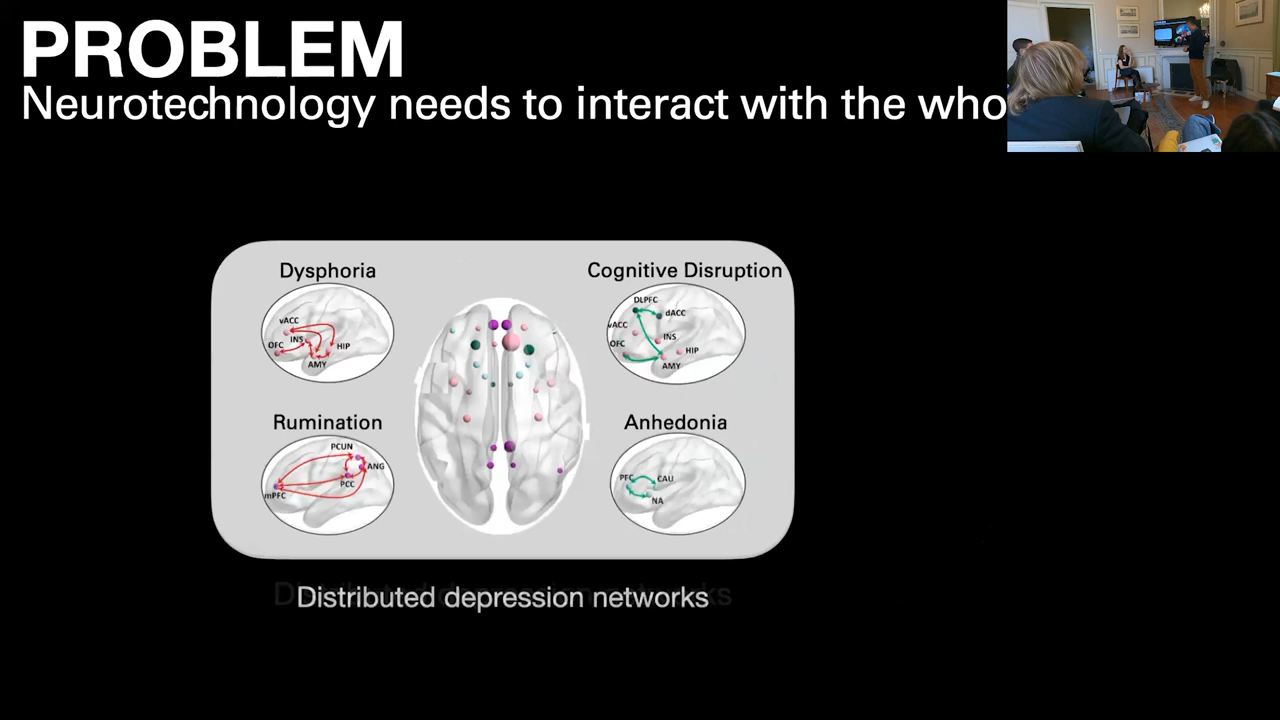 PROBLEM
Neurotechnology needs to interact with the who
Dysphoria
vACC
OFC
INS
HIP
AMY
Cognitive Disruption
DLPFC
dACC
vACC
OFC
INS
HIP
AMY
Rumination
PCUN
ANG
PCC
mPFC
Anhedonia
PFC
CAU
NA
Distributed depression networks